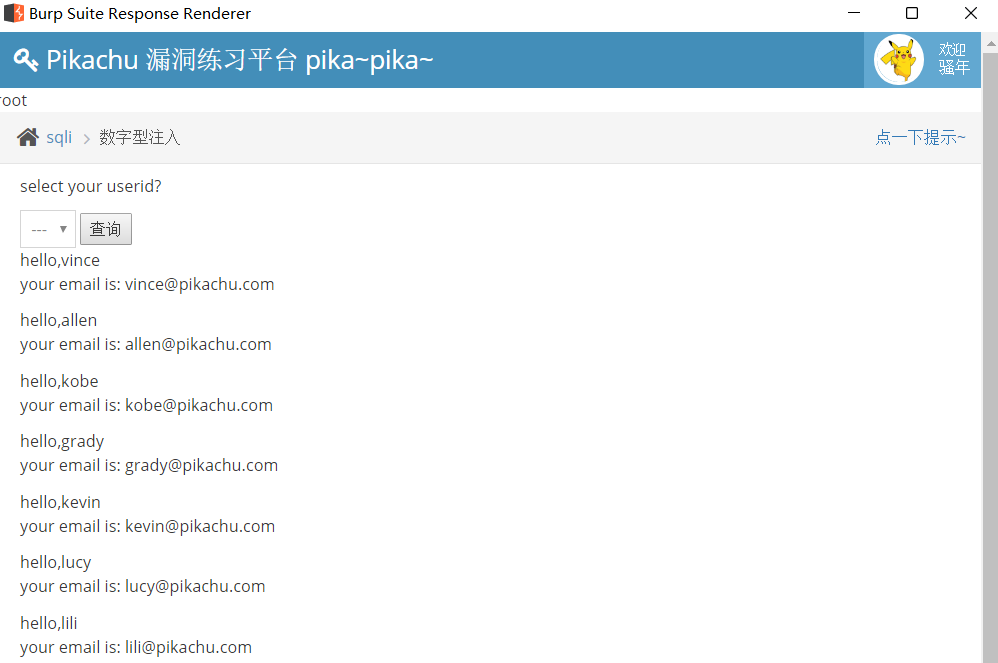 Burp Suite Response Renderer
Pikachu 漏洞练习平台 pika~pika~
欢迎
骚年
root
sqli > 数字型注入
点一下提示~
select your userid?
---
查询
hello,vince
your email is: vince@pikachu.com
hello,allen
your email is: allen@pikachu.com
hello,kobe
your email is: kobe@pikachu.com
hello,grady
your email is: grady@pikachu.com
hello,kevin
your email is: kevin@pikachu.com
hello,lucy
your email is: lucy@pikachu.com
hello,lili
your email is: lili@pikachu.com